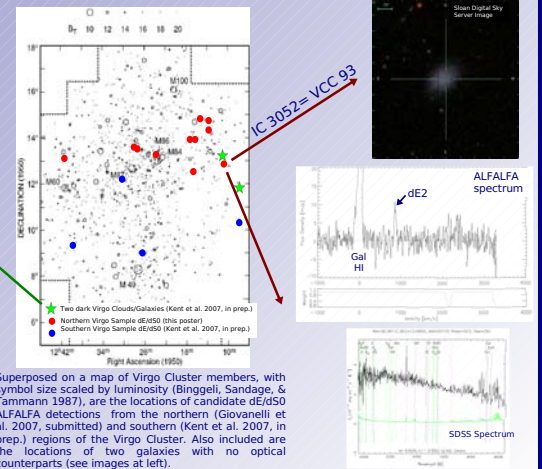 B_T 10 12 14 16 18 20
18°
16°
14°
12°
10°
8°
6°
DECLINATION (1950)
M100
M86
M84
M87
M60
M49
12ʰ42ᵐ 34ᵐ 26ᵐ 18ᵐ 10ᵐ
Right Ascension (1950)
Two dark Virgo Clouds/Galaxies (Kent et al. 2007, in prep.)
Northern Virgo Sample dE/dS0 (this poster)
Southern Virgo Sample dE/dS0 (Kent et al. 2007, in prep.)
Superposed on a map of Virgo Cluster members, with
symbol size scaled by luminosity (Binggeli, Sandage, &
Tammann 1987), are the locations of candidate dE/dS0
ALFALFA detections from the northern (Giovanelli et
al. 2007, submitted) and southern (Kent et al. 2007, in
prep.) regions of the Virgo Cluster. Also included are
the locations of two galaxies with no optical
counterparts (see images at left).
IC 3052= VCC 93
Sloan Digital Sky
Server Image
ALFALFA
spectrum
dE2
Gal
HI
SDSS Spectrum